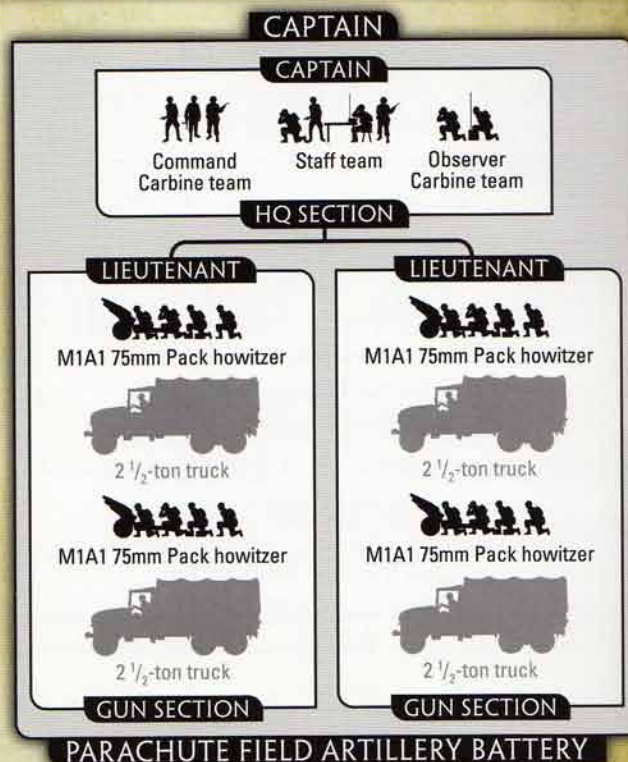 CAPTAIN
CAPTAIN
Command
Carbine team
Staff team
Observer
Carbine team
HQ SECTION
LIEUTENANT
M1A1 75mm Pack howitzer
2 1/2-ton truck
M1A1 75mm Pack howitzer
2 1/2-ton truck
GUN SECTION
LIEUTENANT
M1A1 75mm Pack howitzer
2 1/2-ton truck
M1A1 75mm Pack howitzer
2 1/2-ton truck
GUN SECTION
PARACHUTE FIELD ARTILLERY BATTERY